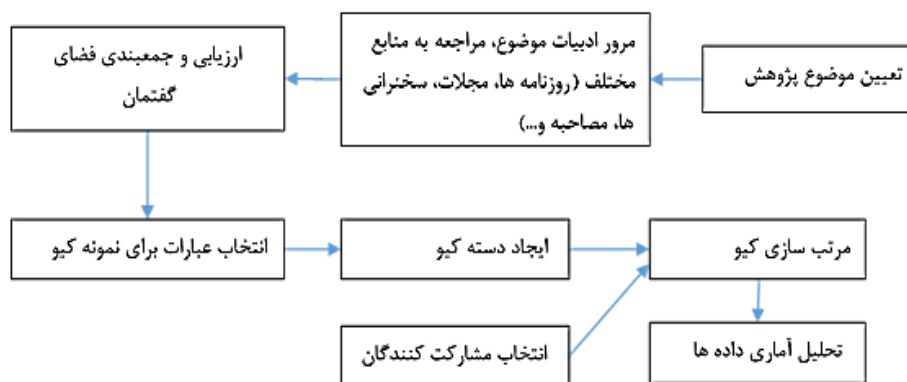 تعیین موضوع پژوهش
مرور ادبیات موضوع، مراجعه به منابع
مختلف (روزنامه ها، مجلات، سخنرانی
ها، مصاحبه و...)
ارزیابی و جمعبندی فضای
گفتمان
انتخاب عبارات برای نمونه کیو
ایجاد دسته کیو
مرتب سازی کیو
انتخاب مشارکت کنندگان
تحلیل آماری داده ها